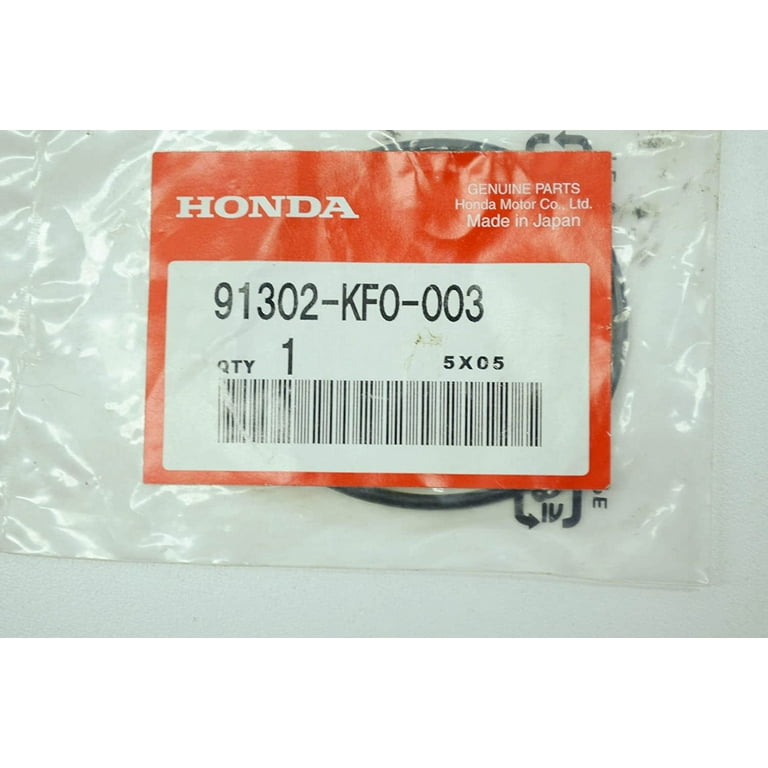 HONDA
GENUINE PARTS
Honda Motor Co., Ltd.
Made in Japan
91302-KF0-003
QTY 1 5X05